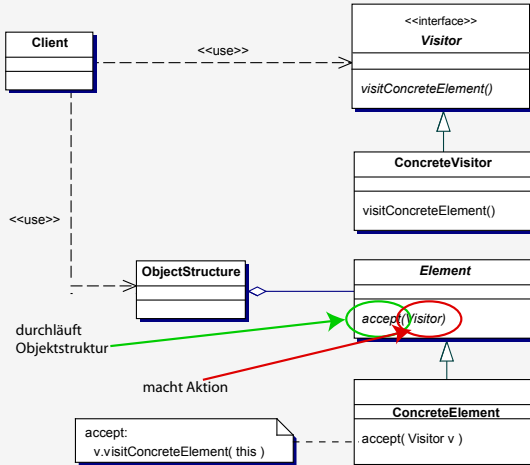 Client
<<use>>
<<interface>>
Visitor
visitConcreteElement()
ConcreteVisitor
visitConcreteElement()
<<use>>
ObjectStructure
Element
accept(Visitor)
durchläuft
Objektstruktur
macht Aktion
ConcreteElement
accept( Visitor v )
accept:
v.visitConcreteElement( this )